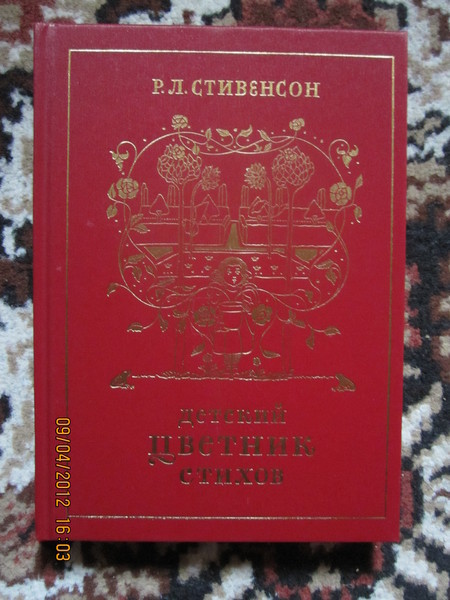 Р.Л.СТИВЕНСОН
ДЕТСКИЙ
ЦВЕТНИК
СТИХОВ
09/04/2012 16:03